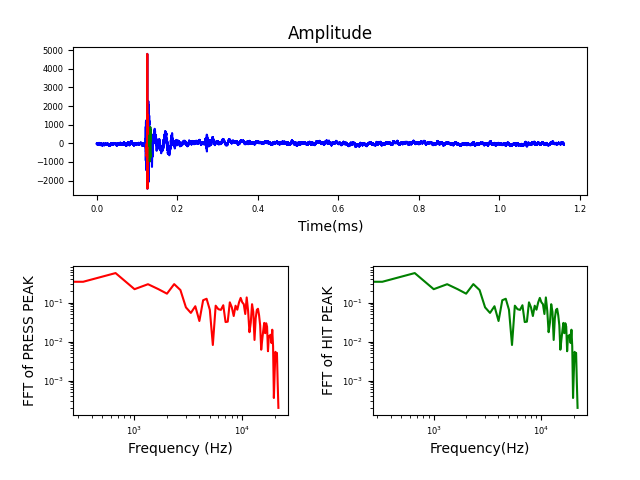 Amplitude
5000
4000
3000
2000
1000
0
−1000
−2000
0.0 0.2 0.4 0.6 0.8 1.0 1.2
Time(ms)
FFT of PRESS PEAK
10⁻¹
10⁻²
10⁻³
10³ 10⁴
Frequency (Hz)
FFT of HIT PEAK
10⁻¹
10⁻²
10⁻³
10³ 10⁴
Frequency(Hz)